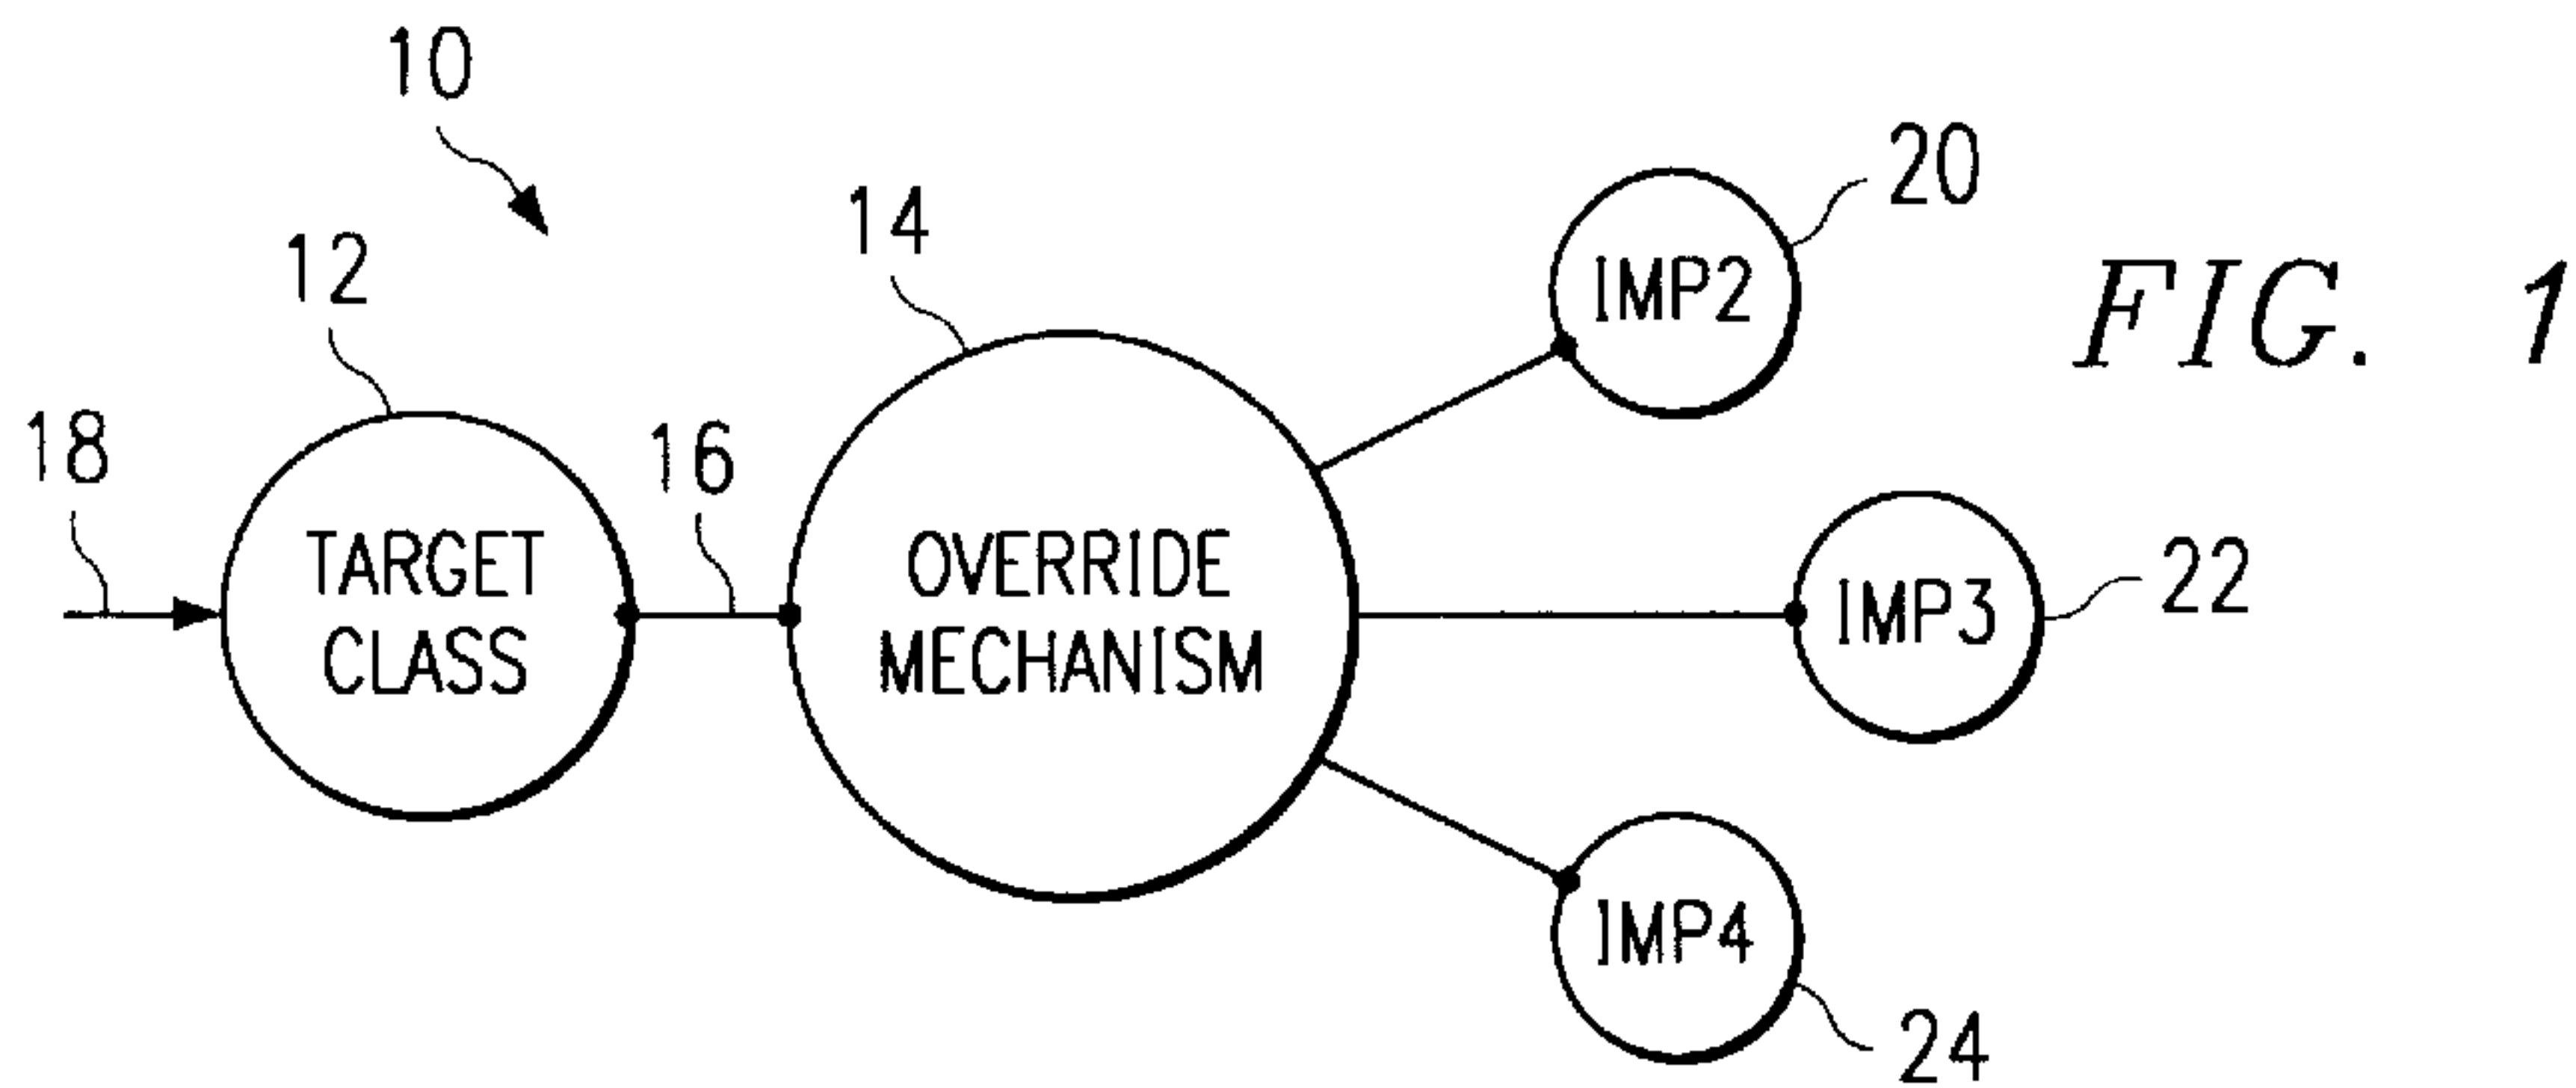 10
12
14
18
16
TARGET
CLASS
OVERRIDE
MECHANISM
IMP2
20
IMP3
22
IMP4
24
FIG. 1